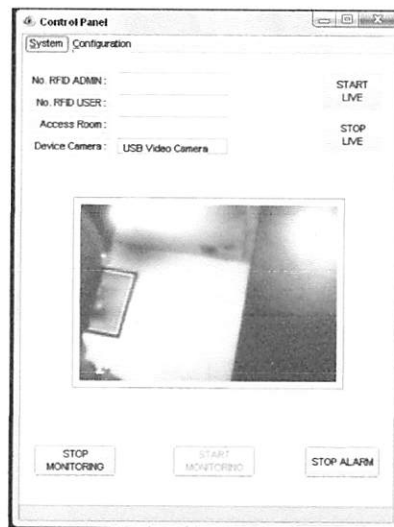 Control Panel
System Configuration
No. RFID ADMIN :
START
LIVE
No. RFID USER :
Access Room :
STOP
LIVE
Device Camera : USB Video Camera
STOP
MONITORING
START
MONITORING
STOP ALARM